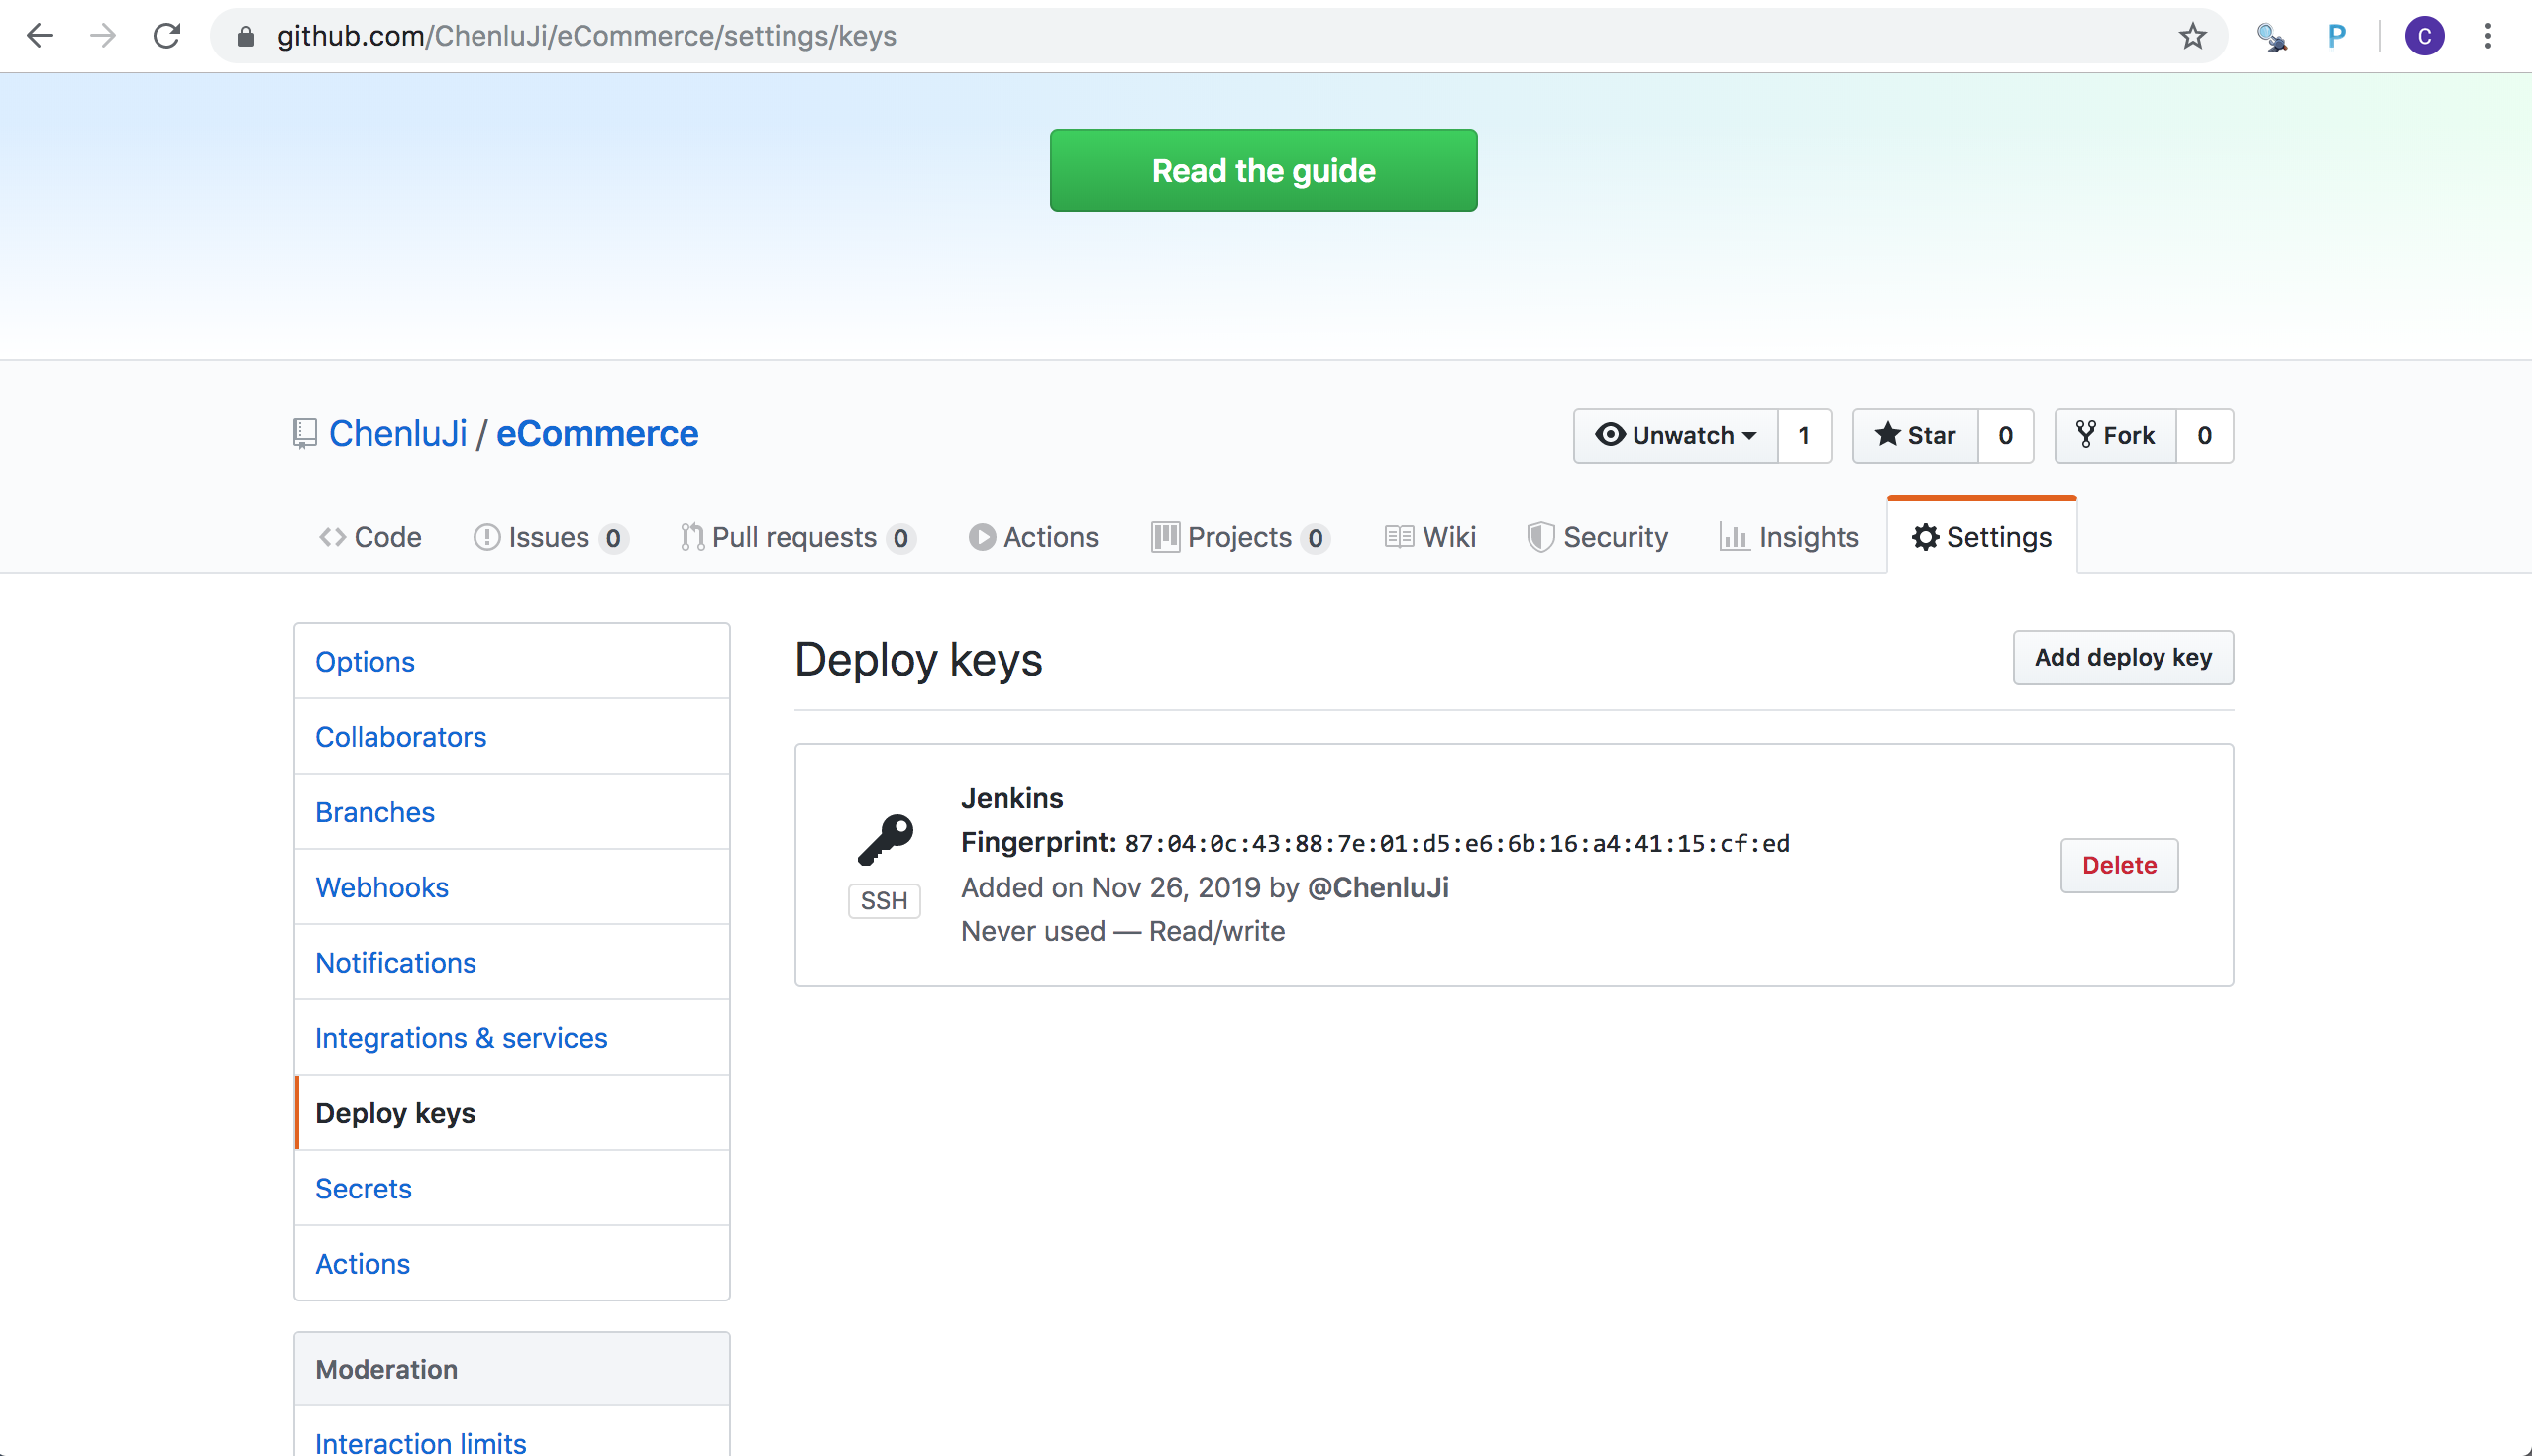 github.com/ChenluJi/eCommerce/settings/keys
P
C
Read the guide
ChenluJi / eCommerce
Unwatch 1 Star 0 Fork 0
Code Issues 0 Pull requests 0 Actions Projects 0 Wiki Security Insights Settings
Options
Collaborators
Branches
Webhooks
Notifications
Integrations & services
Deploy keys
Secrets
Actions
Moderation
Interaction limits
Deploy keys
Add deploy key
Jenkins
Fingerprint: 87:04:0c:43:88:7e:01:d5:e6:6b:16:a4:41:15:cf:ed
Added on Nov 26, 2019 by @ChenluJi
Never used — Read/write
SSH
Delete